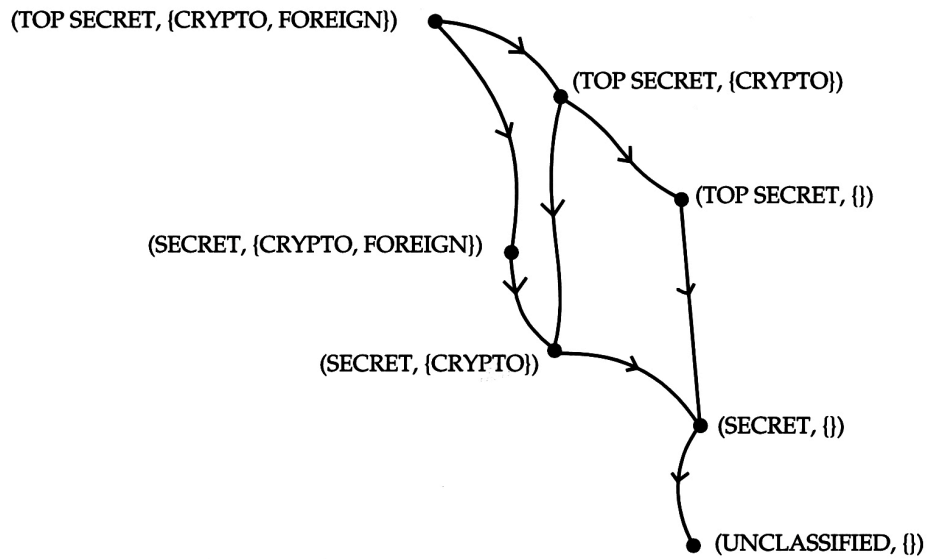 (TOP SECRET, {CRYPTO, FOREIGN})
(TOP SECRET, {CRYPTO})
(TOP SECRET, {})
(SECRET, {CRYPTO, FOREIGN})
(SECRET, {CRYPTO})
(SECRET, {})
(UNCLASSIFIED, {})